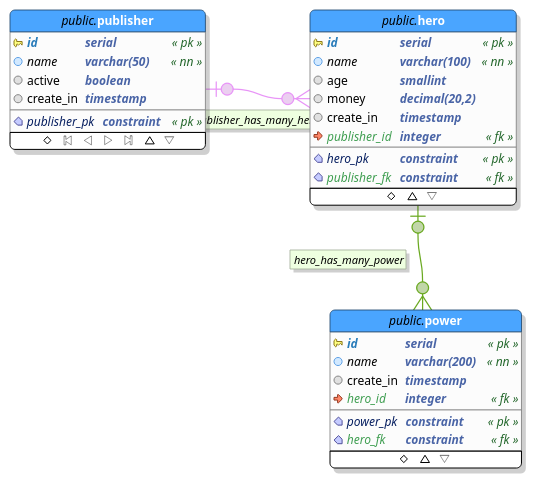 public.publisher
id serial « pk »
name varchar(50) « nn »
active boolean
create_in timestamp
publisher_pk constraint « pk »
blisher_has_many_he
public.hero
id serial « pk »
name varchar(100) « nn »
age smallint
money decimal(20,2)
create_in timestamp
publisher_id integer « fk »
hero_pk constraint « pk »
publisher_fk constraint « fk »
hero_has_many_power
public.power
id serial « pk »
name varchar(200) « nn »
create_in timestamp
hero_id integer « fk »
power_pk constraint « pk »
hero_fk constraint « fk »